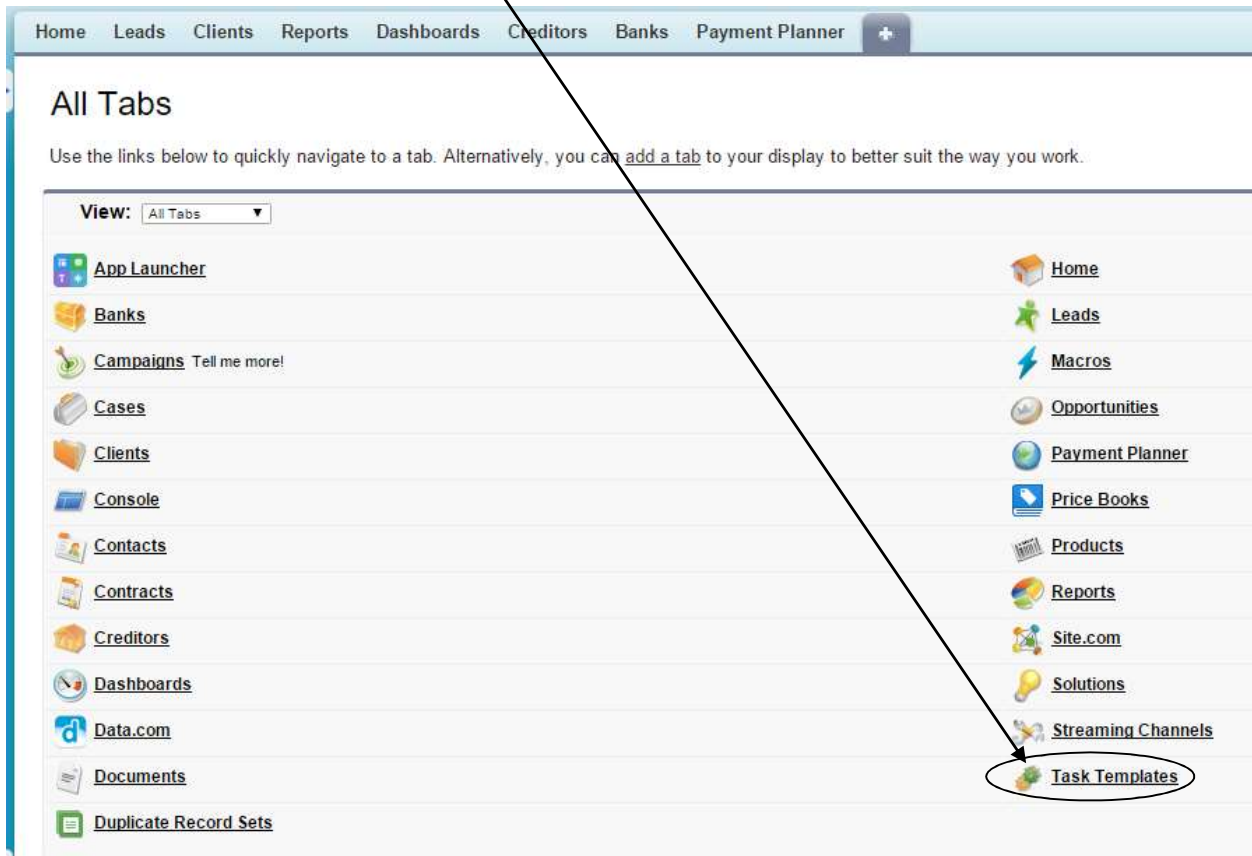 Home Leads Clients Reports Dashboards Creditors Banks Payment Planner +
All Tabs
Use the links below to quickly navigate to a tab. Alternatively, you can add a tab to your display to better suit the way you work.
View: All Tabs
App Launcher
Banks
Campaigns Tell me more!
Cases
Clients
Console
Contacts
Contracts
Creditors
Dashboards
Data.com
Documents
Duplicate Record Sets
Home
Leads
Macros
Opportunities
Payment Planner
Price Books
Products
Reports
Site.com
Solutions
Streaming Channels
Task Templates